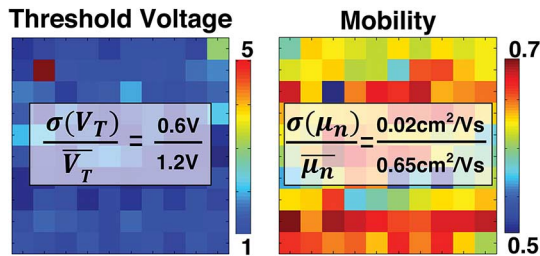 Threshold Voltage
5
σ(V_T) / V̅_T = 0.6V / 1.2V
1
Mobility
0.7
σ(μ_n) / μ̅_n̅ = 0.02cm²/Vs / 0.65cm²/Vs
0.5